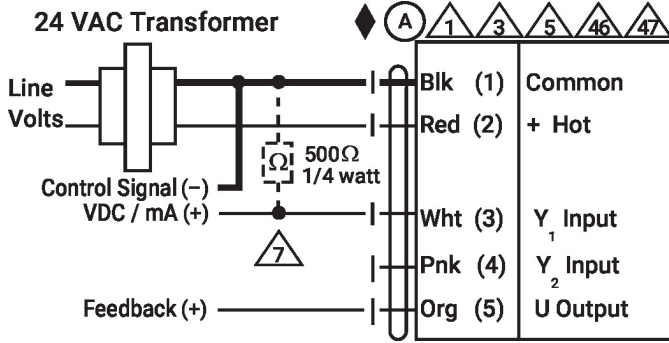 24 VAC Transformer
A 1 3 5 46 47
Line
Volts
Blk (1) Common
Red (2) + Hot
Ω 500Ω
1/4 watt
Control Signal (−)
VDC / mA (+)
Wht (3) Y1 Input
7
Pnk (4) Y2 Input
Feedback (+)
Org (5) U Output